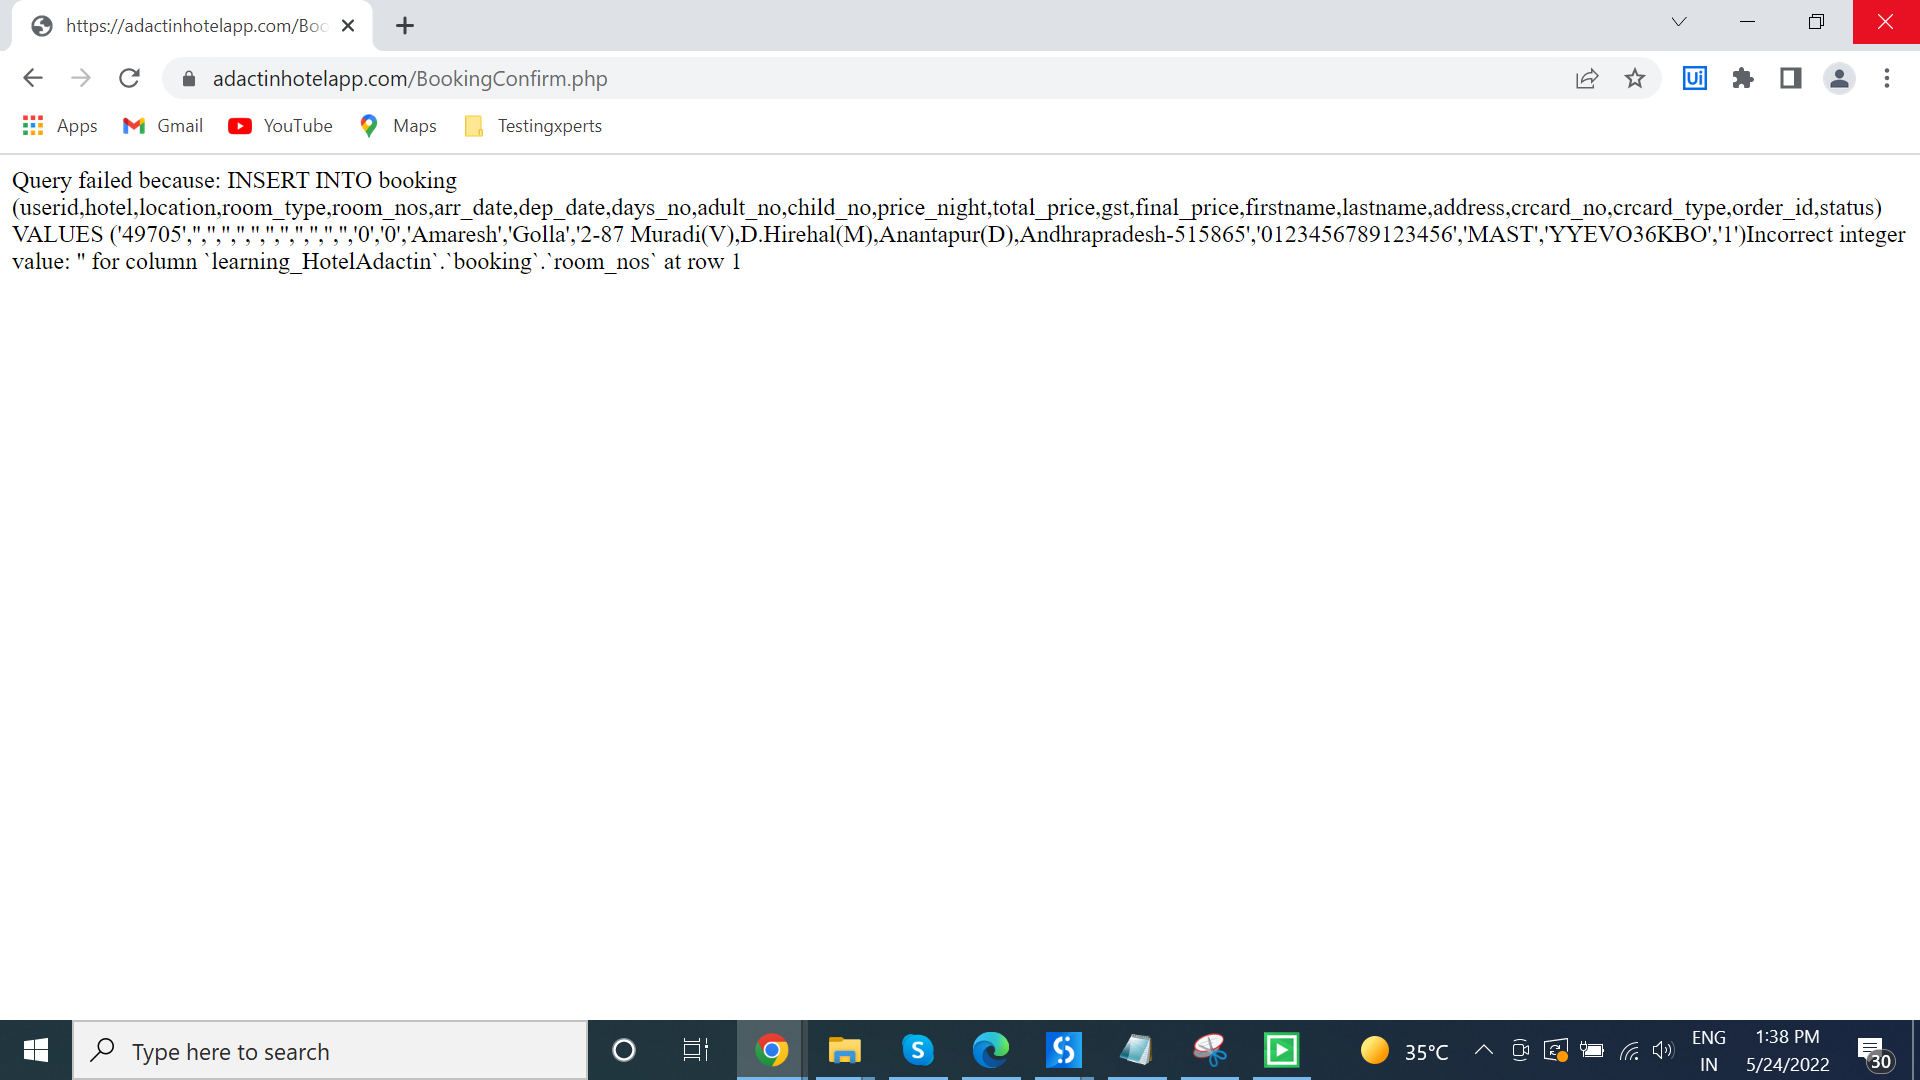 https://adactinhotelapp.com/Boo
adactinhotelapp.com/BookingConfirm.php
Ui
Apps Gmail YouTube Maps Testingxperts
Query failed because: INSERT INTO booking
(userid,hotel,location,room_type,room_nos,arr_date,dep_date,days_no,adult_no,child_no,price_night,total_price,gst,final_price,firstname,lastname,address,crcard_no,crcard_type,order_id,status)
VALUES ('49705','','','','','','','','','','','','0','0','Amaresh','Golla','2-87 Muradi(V),D.Hirehal(M),Anantapur(D),Andhrapradesh-515865','0123456789123456','MAST','YYEVO36KBO','1')Incorrect integer
value: '' for column `learning_HotelAdactin`.`booking`.`room_nos` at row 1
Type here to search
35°C
ENG
IN
1:38 PM
5/24/2022
30